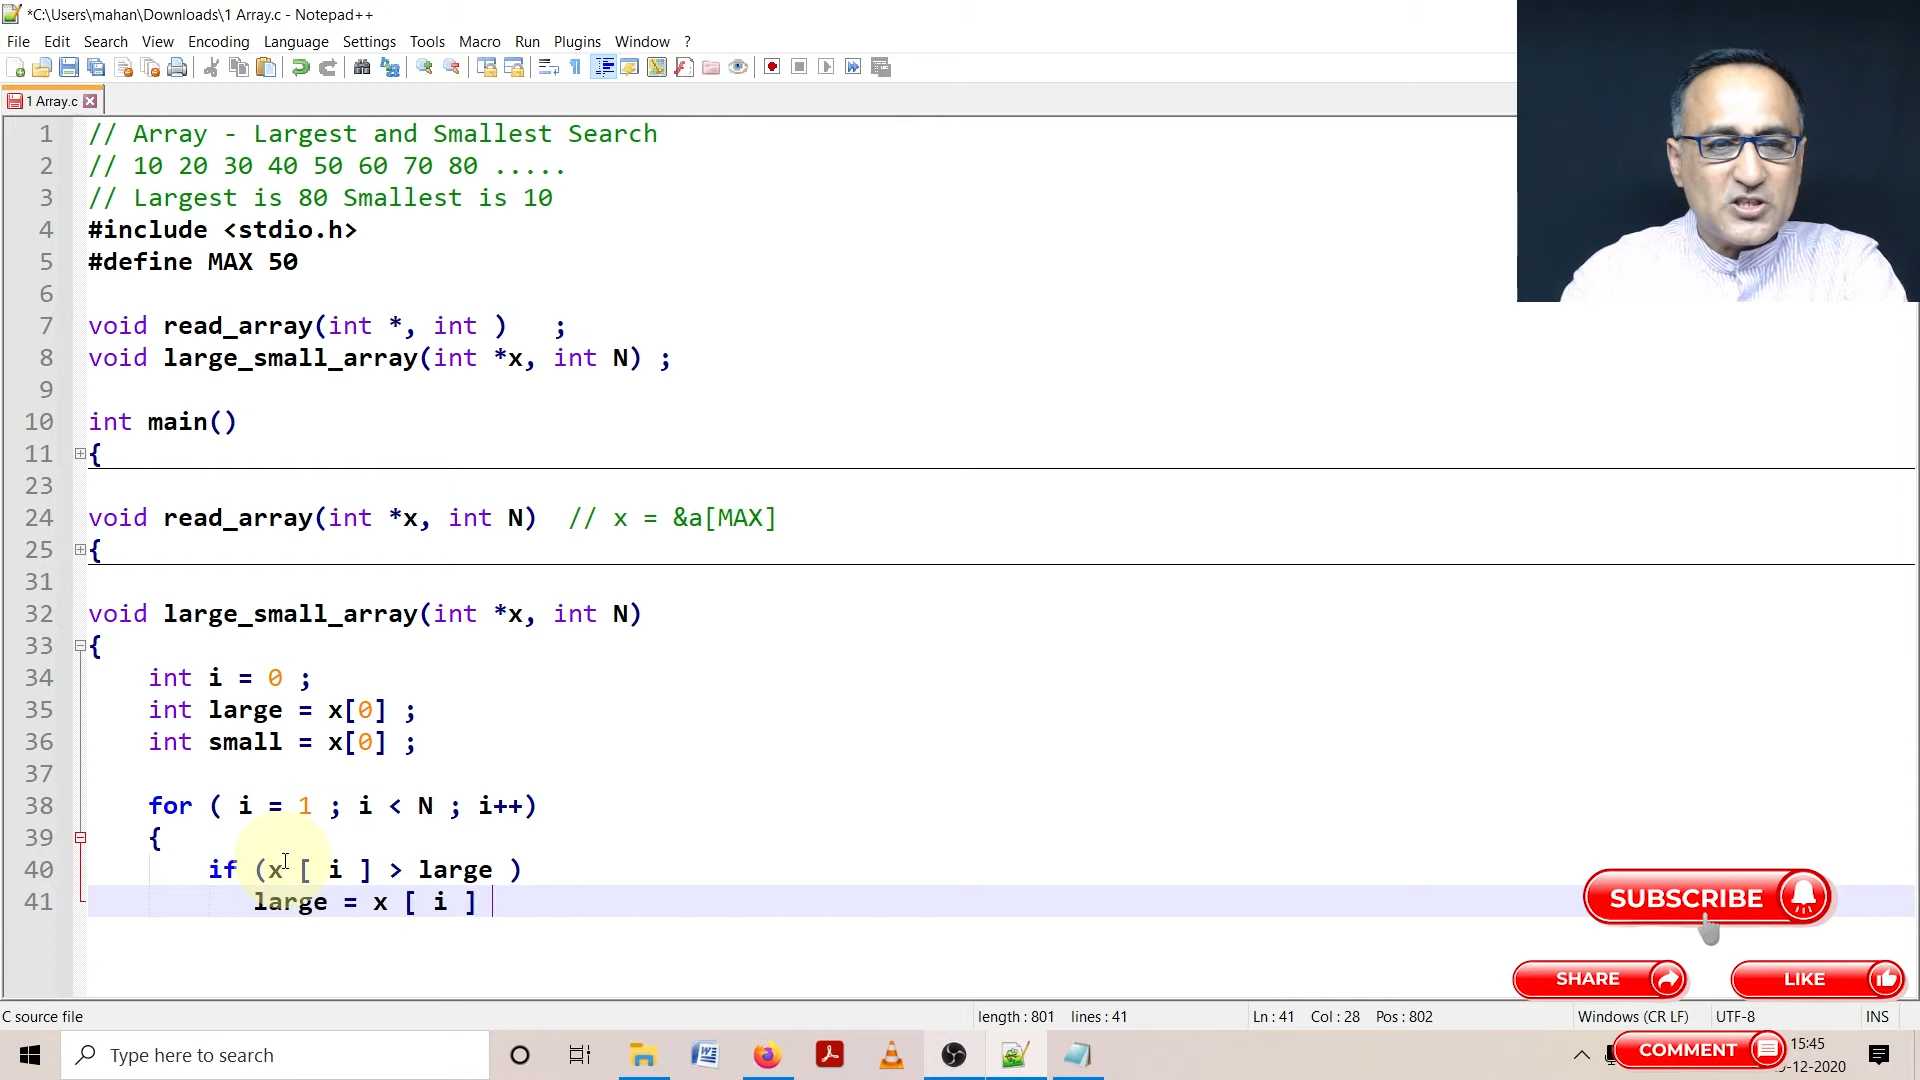 *C:\Users\mahan\Downloads\1 Array.c - Notepad++
File Edit Search View Encoding Language Settings Tools Macro Run Plugins Window ?
1 Array.c
1 // Array - Largest and Smallest Search
2 // 10 20 30 40 50 60 70 80 .....
3 // Largest is 80 Smallest is 10
4 #include <stdio.h>
5 #define MAX 50
6
7 void read_array(int *, int ) ;
8 void large_small_array(int *x, int N) ;
9
10 int main()
11 {
23
24 void read_array(int *x, int N) // x = &a[MAX]
25 {
31
32 void large_small_array(int *x, int N)
33 {
34 int i = 0 ;
35 int large = x[0] ;
36 int small = x[0] ;
37
38 for ( i = 1 ; i < N ; i++)
39 {
40 if (x [ i ] > large )
41 large = x [ i ]
SUBSCRIBE
SHARE LIKE
C source file length : 801 lines : 41 Ln : 41 Col : 28 Pos : 802 Windows (CR LF) UTF-8 INS
Type here to search
COMMENT
15:45
-12-2020